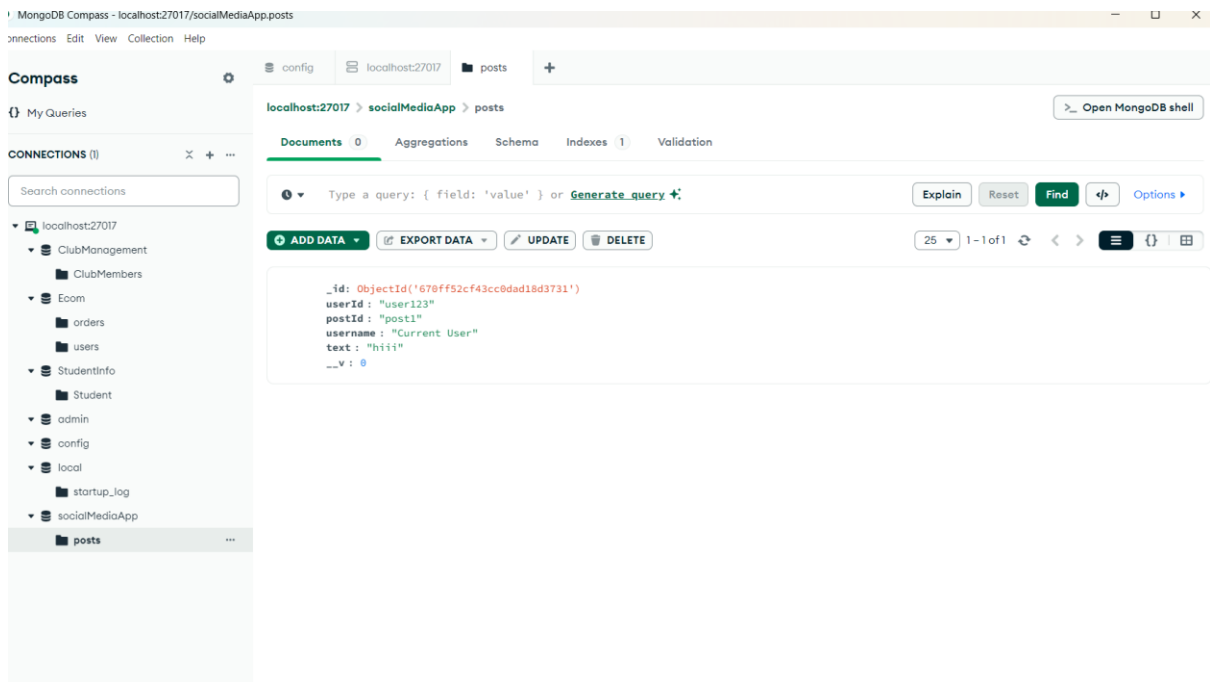 MongoDB Compass - localhost:27017/socialMediaApp.posts
onnections Edit View Collection Help
Compass
{} My Queries
CONNECTIONS (1)
Search connections
localhost:27017
ClubManagement
ClubMembers
Ecom
orders
users
StudentInfo
Student
admin
config
local
startup_log
socialMediaApp
posts
config localhost:27017 posts
localhost:27017 > socialMediaApp > posts
>_ Open MongoDB shell
Documents 0 Aggregations Schema Indexes 1 Validation
Type a query: { field: 'value' } or Generate query
Explain Reset Find </> Options
ADD DATA EXPORT DATA UPDATE DELETE
25 1 - 1 of 1 {}
_id: ObjectId('670ff52cf43cc0dad18d3731')
userId : "user123"
postId : "post1"
username : "Current User"
text : "hiii"
__v : 0